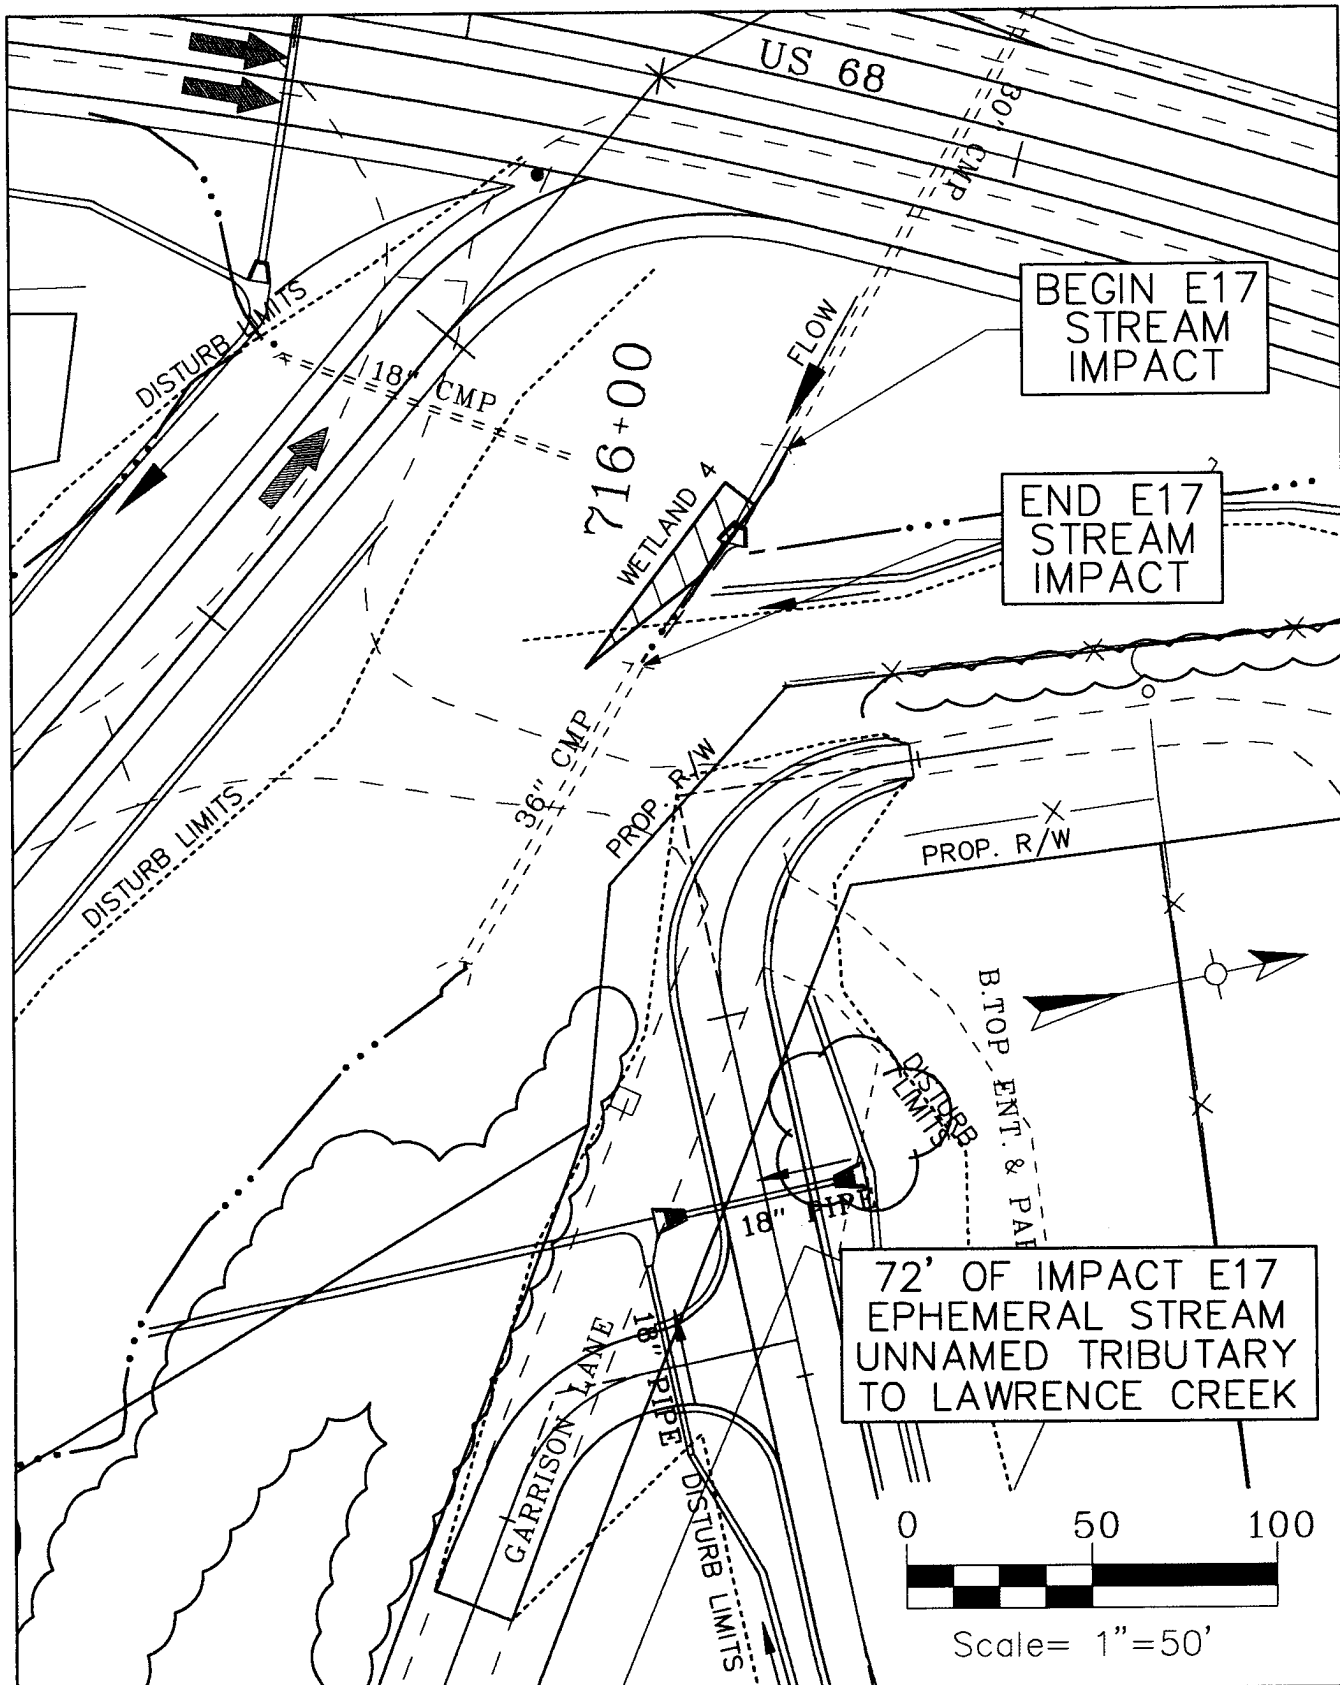 US 68
30" CMP
BEGIN E17
STREAM
IMPACT
DISTURB LIMITS
FLOW
18" CMP
716+00
WETLAND 4
END E17
STREAM
IMPACT
36" CMP
PROP. R/W
DISTURB LIMITS
PROP. R/W
B.TOP ENT. & PAR
DISTURB
LIMITS
18" PIPE
72' OF IMPACT E17
EPHEMERAL STREAM
UNNAMED TRIBUTARY
TO LAWRENCE CREEK
18" PIPE
GARRISON LANE
DISTURB LIMITS
0 50 100
Scale= 1"=50'